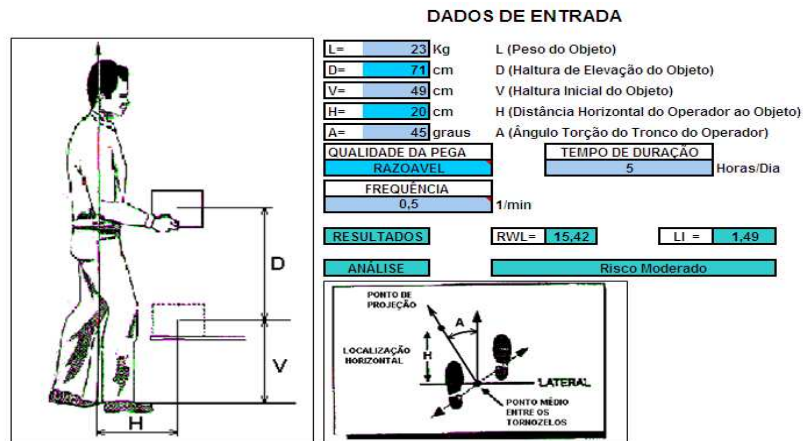 DADOS DE ENTRADA
L= 23 Kg L (Peso do Objeto)
D= 71 cm D (Haltura de Elevação do Objeto)
V= 49 cm V (Haltura Inicial do Objeto)
H= 20 cm H (Distância Horizontal do Operador ao Objeto)
A= 45 graus A (Ângulo Torção do Tronco do Operador)
QUALIDADE DA PEGA TEMPO DE DURAÇÃO
RAZOAVEL 5 Horas/Dia
FREQUÊNCIA
0,5 1/min
RESULTADOS RWL= 15,42 LI = 1,49
ANÁLISE Risco Moderado
D
V
H
PONTO DE
PROJEÇÃO
A
LOCALIZAÇÃO
HORIZONTAL
H
LATERAL
PONTO MÉDIO
ENTRE OS
TORNOZELOS